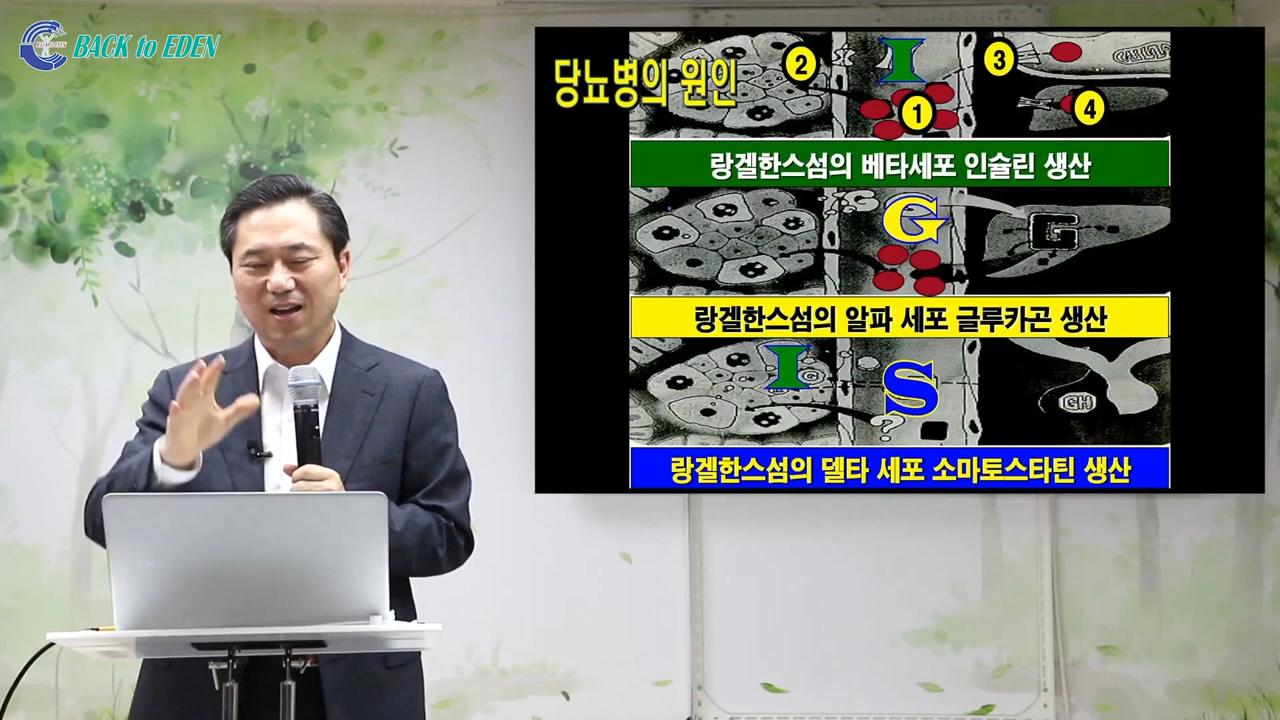 BACK to EDEN
당뇨병의 원인
2
I
1
3
4
랑겔한스섬의 베타세포 인슐린 생산
G
G
랑겔한스섬의 알파 세포 글루카곤 생산
I
S
?
GH
랑겔한스섬의 델타 세포 소마토스타틴 생산